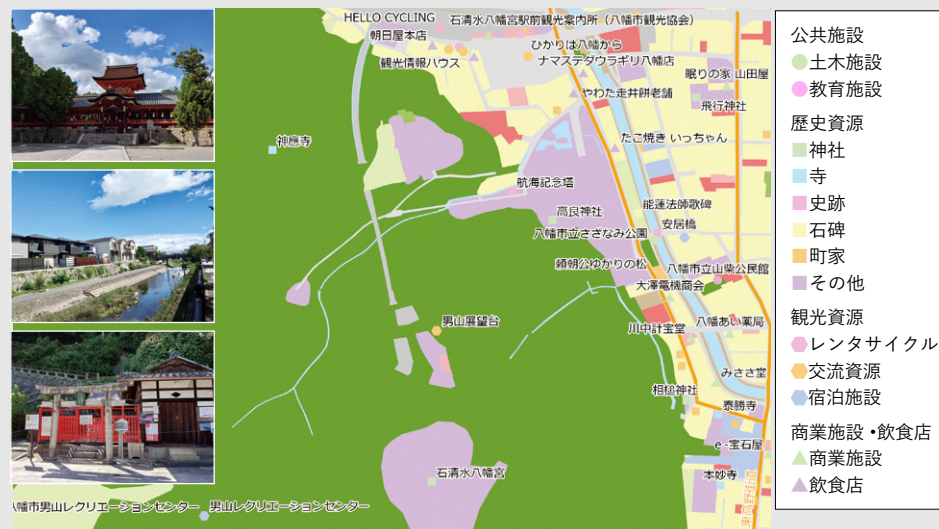 HELLO CYCLING
石清水八幡宮駅前観光案内所（八幡市観光協会）
朝日屋本店
ひかりは八幡から
観光情報ハウス
ナマステタウラギリ八幡店
眠りの家 山田屋
やわた走井餅老舗
飛行神社
たこ焼き いっちゃん
神應寺
航海記念塔
能蓮法師歌碑
高良神社
安居橋
八幡市立さざなみ公園
頼朝公ゆかりの松
八幡市立山柴公民館
大澤電機商会
男山展望台
川中計宝堂
八幡あい薬局
みささ堂
相槌神社
泰勝寺
e-宝石屋
石清水八幡宮
本妙寺
東高野街道
八幡市男山レクリエーションセンター
男山レクリエーションセンター
公共施設
土木施設
教育施設
歴史資源
神社
寺
史跡
石碑
町家
その他
観光資源
レンタサイクル
交流資源
宿泊施設
商業施設・飲食店
商業施設
飲食店